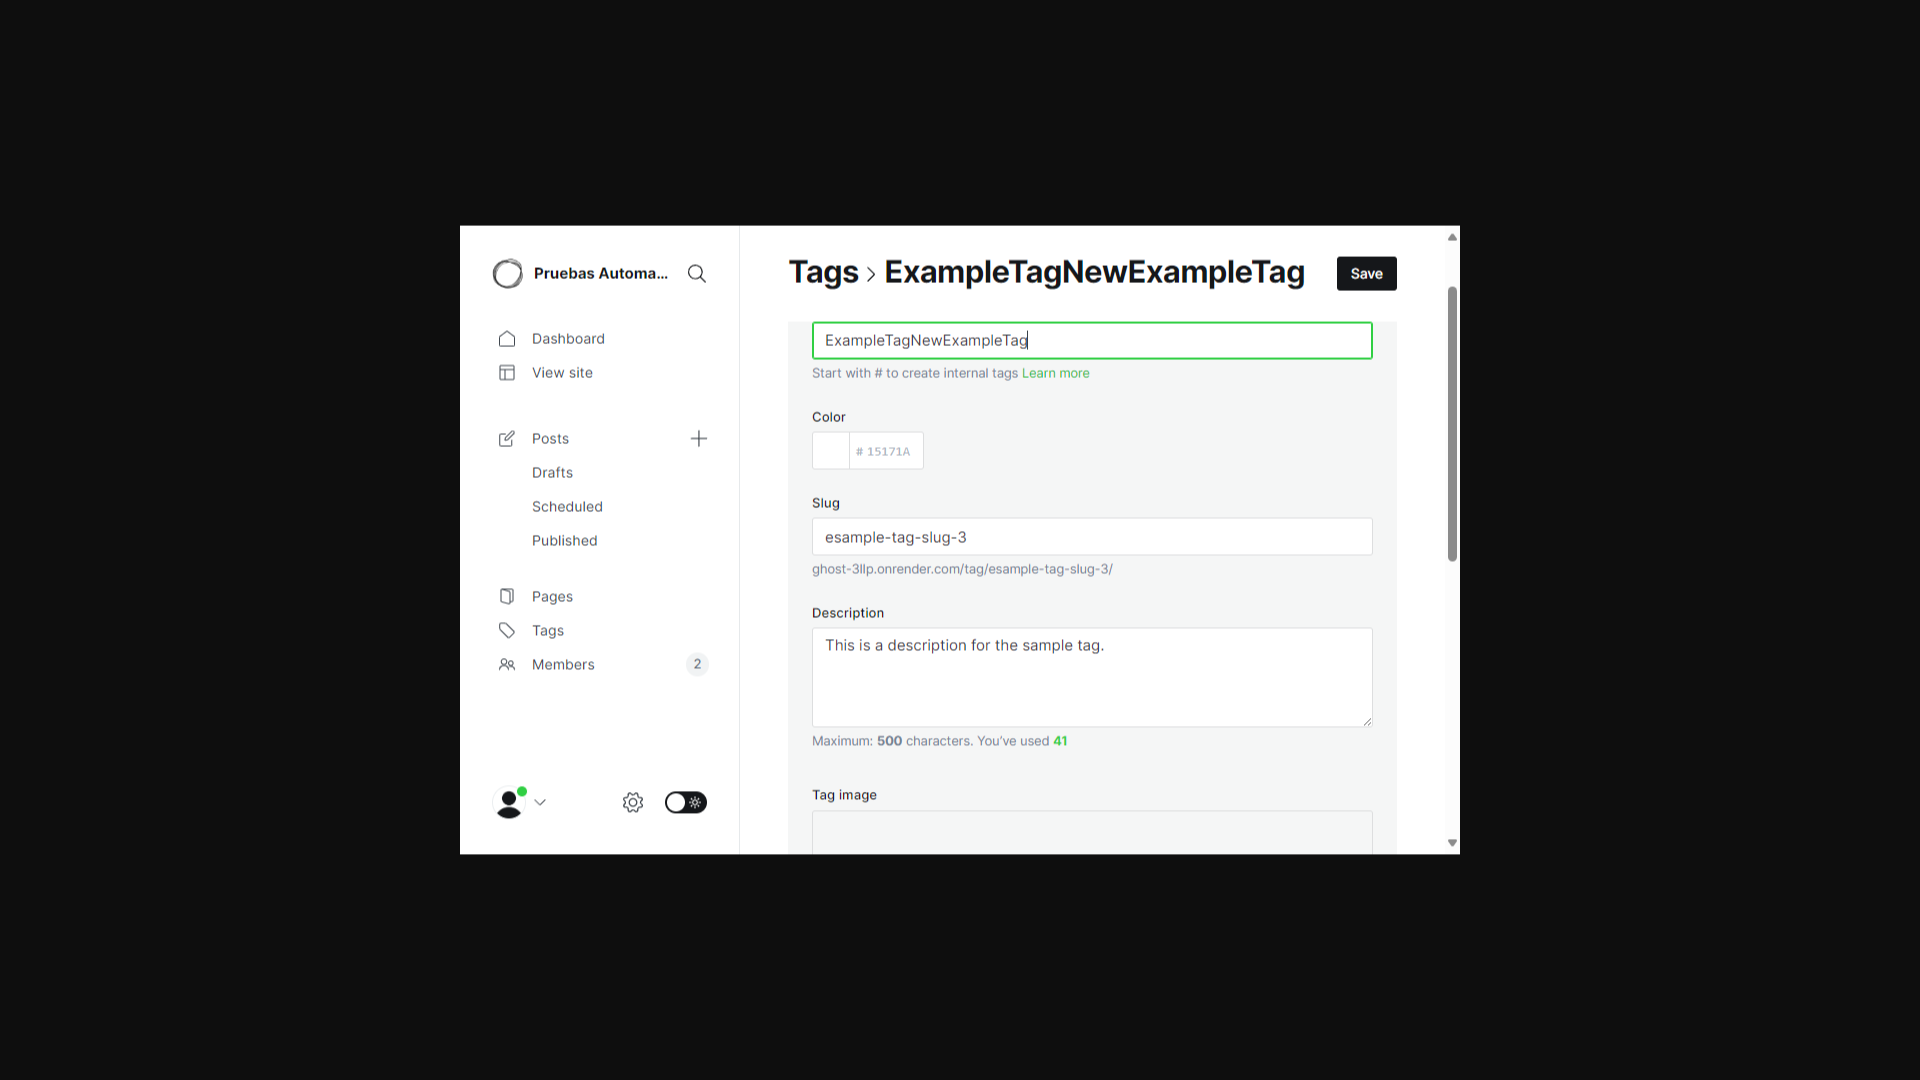 Pruebas Automa...
Dashboard
View site
Posts
Drafts
Scheduled
Published
Pages
Tags
Members
2
Tags > ExampleTagNewExampleTag
Save
ExampleTagNewExampleTag
Start with # to create internal tags Learn more
Color
# 15171A
Slug
esample-tag-slug-3
ghost-3llp.onrender.com/tag/esample-tag-slug-3/
Description
This is a description for the sample tag.
Maximum: 500 characters. You’ve used 41
Tag image